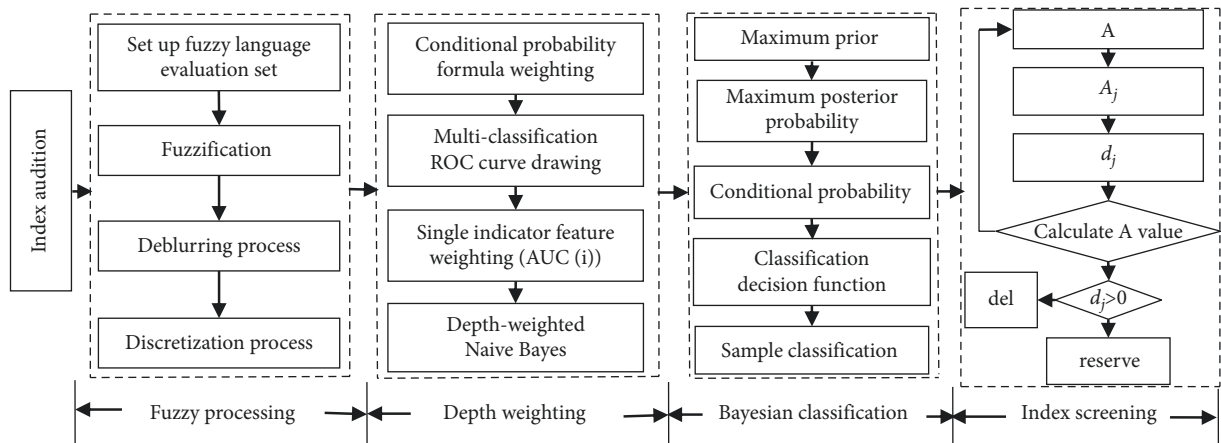 Index audition
Set up fuzzy language
evaluation set
Fuzzification
Deblurring process
Discretization process
Conditional probability
formula weighting
Multi-classification
ROC curve drawing
Single indicator feature
weighting (AUC (i))
Depth-weighted
Naive Bayes
Maximum prior
Maximum posterior
probability
Conditional probability
Classification
decision function
Sample classification
A
A_j
d_j
Calculate A value
d_j>0
del
reserve
Fuzzy processing
Depth weighting
Bayesian classification
Index screening